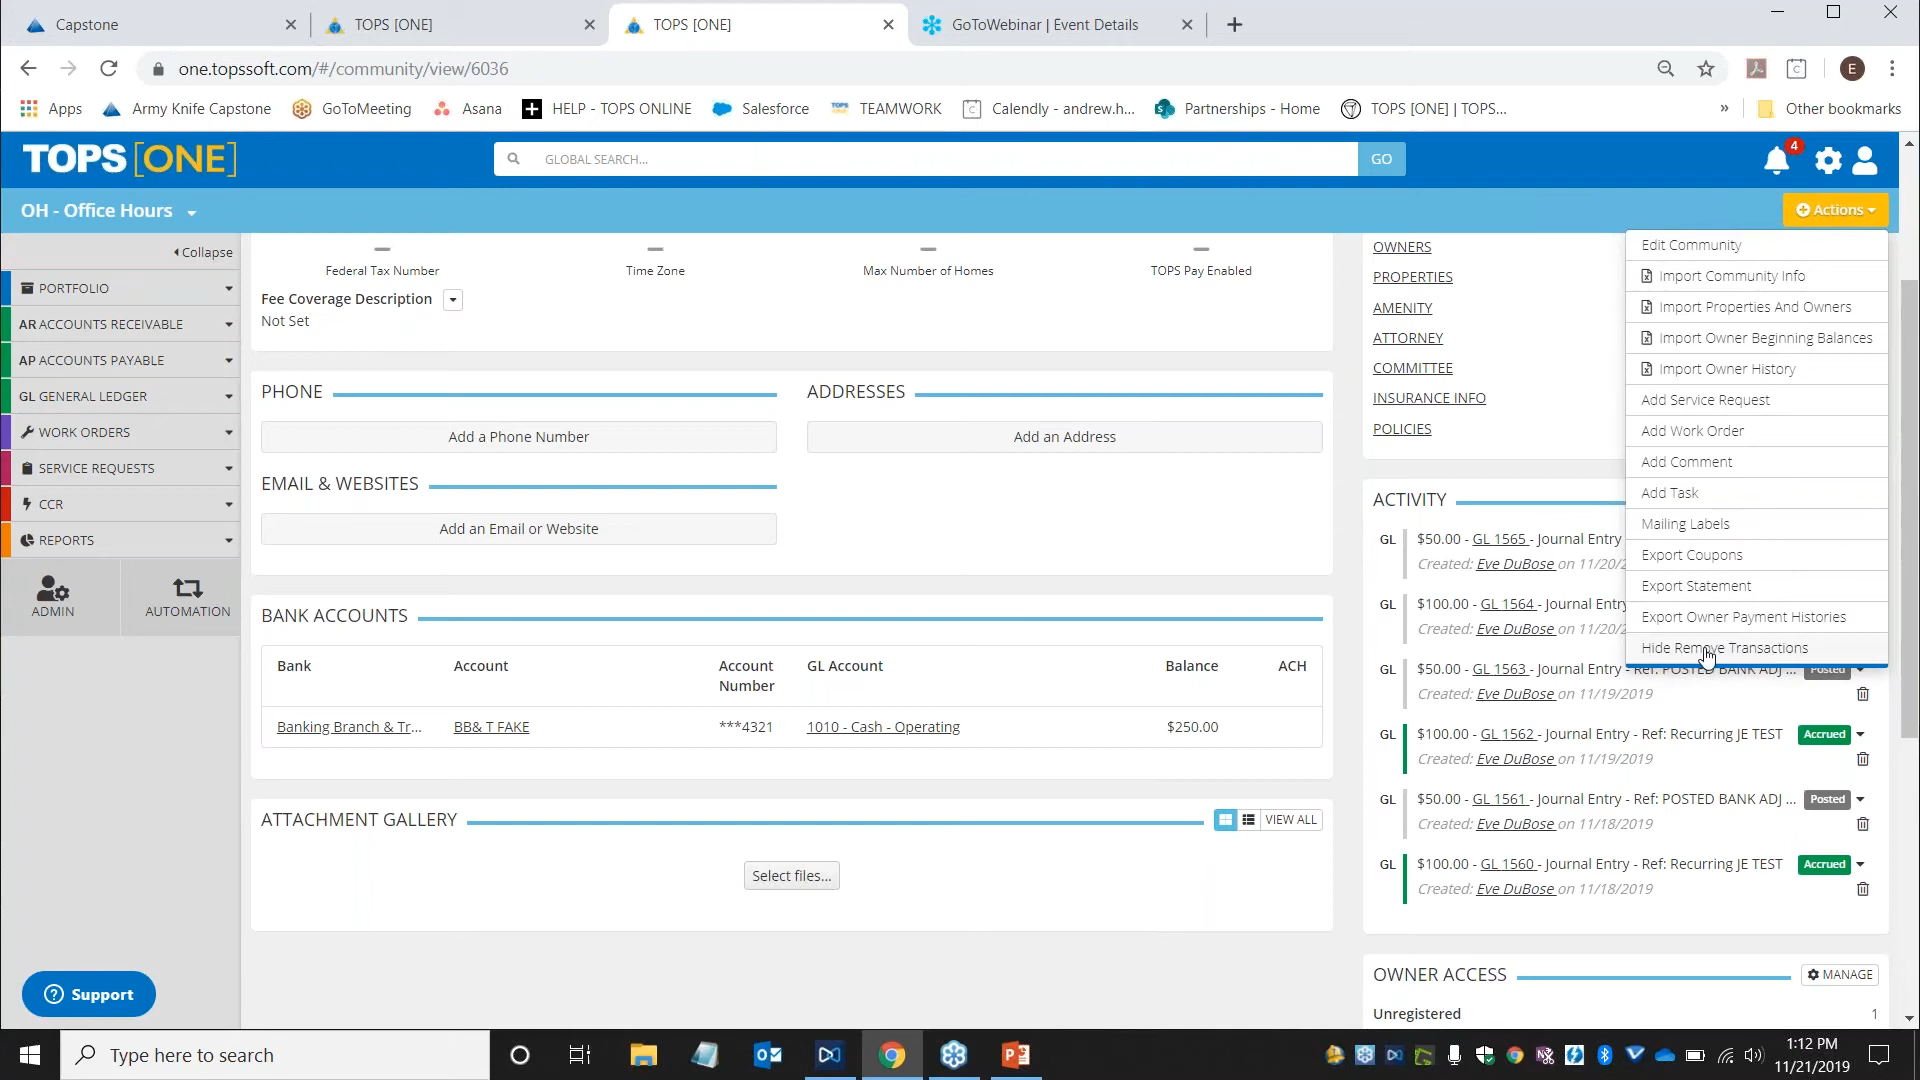 Capstone
TOPS [ONE]
TOPS [ONE]
GoToWebinar | Event Details
one.topssoft.com/#/community/view/6036
E
Apps
Army Knife Capstone
GoToMeeting
Asana
HELP - TOPS ONLINE
Salesforce
TOPS TEAMWORK
Calendly - andrew.h...
Partnerships - Home
TOPS [ONE] | TOPS...
»
Other bookmarks
TOPS [ONE]
GLOBAL SEARCH...
GO
4
OH - Office Hours
Actions
Collapse
PORTFOLIO
AR ACCOUNTS RECEIVABLE
AP ACCOUNTS PAYABLE
GL GENERAL LEDGER
WORK ORDERS
SERVICE REQUESTS
CCR
REPORTS
ADMIN
AUTOMATION
Support
Federal Tax Number
Time Zone
Max Number of Homes
TOPS Pay Enabled
Fee Coverage Description
Not Set
PHONE
Add a Phone Number
ADDRESSES
Add an Address
EMAIL & WEBSITES
Add an Email or Website
BANK ACCOUNTS
Bank Account Account Number GL Account Balance ACH
Banking Branch & Tr... BB& T FAKE ***4321 1010 - Cash - Operating $250.00
ATTACHMENT GALLERY
VIEW ALL
Select files...
OWNERS
PROPERTIES
AMENITY
ATTORNEY
COMMITTEE
INSURANCE INFO
POLICIES
Edit Community
Import Community Info
Import Properties And Owners
Import Owner Beginning Balances
Import Owner History
Add Service Request
Add Work Order
Add Comment
Add Task
Mailing Labels
Export Coupons
Export Statement
Export Owner Payment Histories
Hide Remove Transactions
ACTIVITY
GL $50.00 - GL 1565 - Journal Entry
Created: Eve DuBose on 11/20/2
GL $100.00 - GL 1564 - Journal Entry
Created: Eve DuBose on 11/20/2
GL $50.00 - GL 1563 - Journal Entry - Ref: POSTED BANK ADJ ... Posted
Created: Eve DuBose on 11/19/2019
GL $100.00 - GL 1562 - Journal Entry - Ref: Recurring JE TEST Accrued
Created: Eve DuBose on 11/19/2019
GL $50.00 - GL 1561 - Journal Entry - Ref: POSTED BANK ADJ ... Posted
Created: Eve DuBose on 11/18/2019
GL $100.00 - GL 1560 - Journal Entry - Ref: Recurring JE TEST Accrued
Created: Eve DuBose on 11/18/2019
OWNER ACCESS
MANAGE
Unregistered 1
Type here to search
1:12 PM
11/21/2019